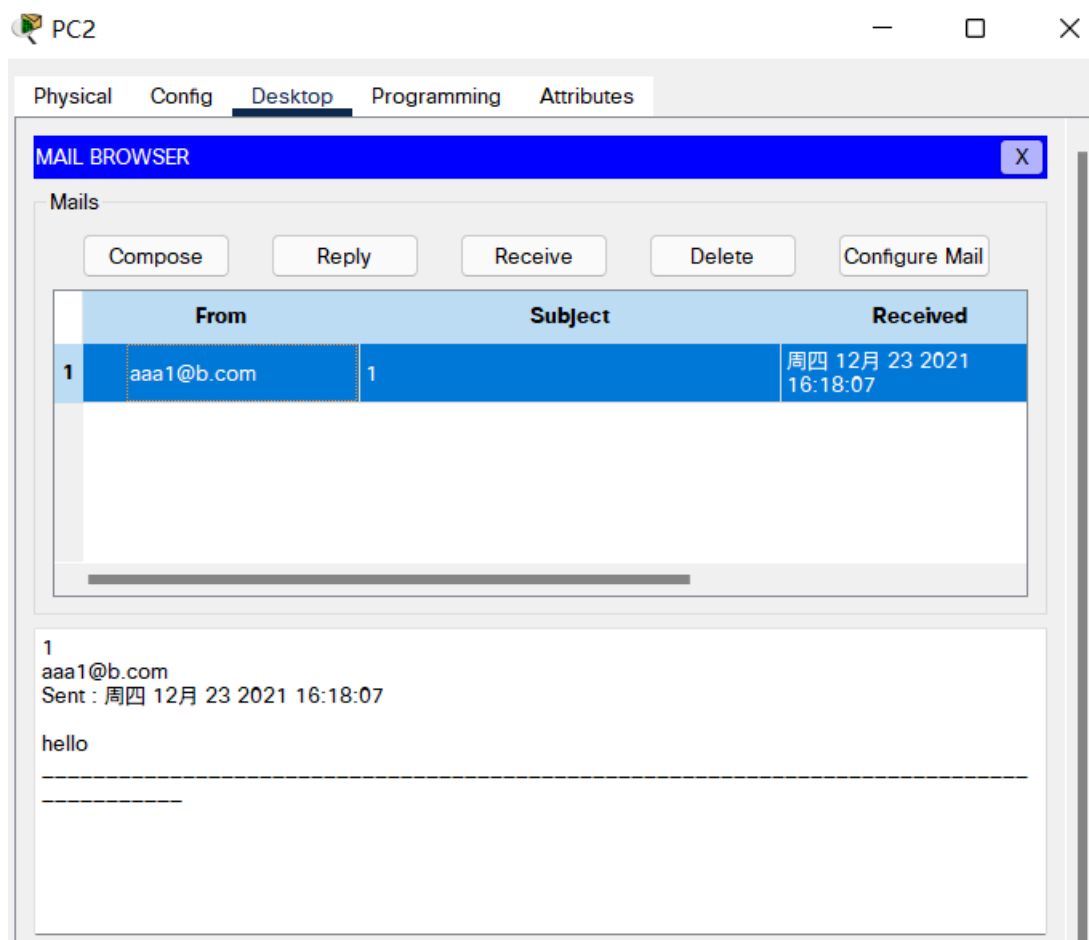 PC2
Physical Config Desktop Programming Attributes
MAIL BROWSER X
Mails
Compose Reply Receive Delete Configure Mail
From Subject Received
1 aaa1@b.com 1 周四 12月 23 2021
16:18:07
1
aaa1@b.com
Sent : 周四 12月 23 2021 16:18:07
hello